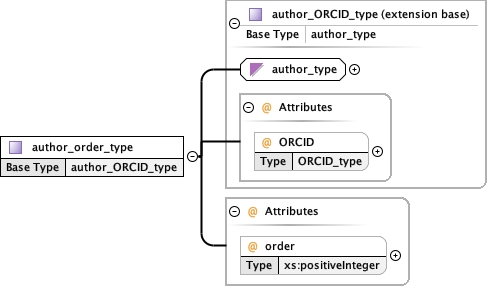 author_ORCID_type (extension base)
Base Type author_type
author_type
@ Attributes
@ ORCID
Type ORCID_type
author_order_type
Base Type author_ORCID_type
@ Attributes
@ order
Type xs:positiveInteger